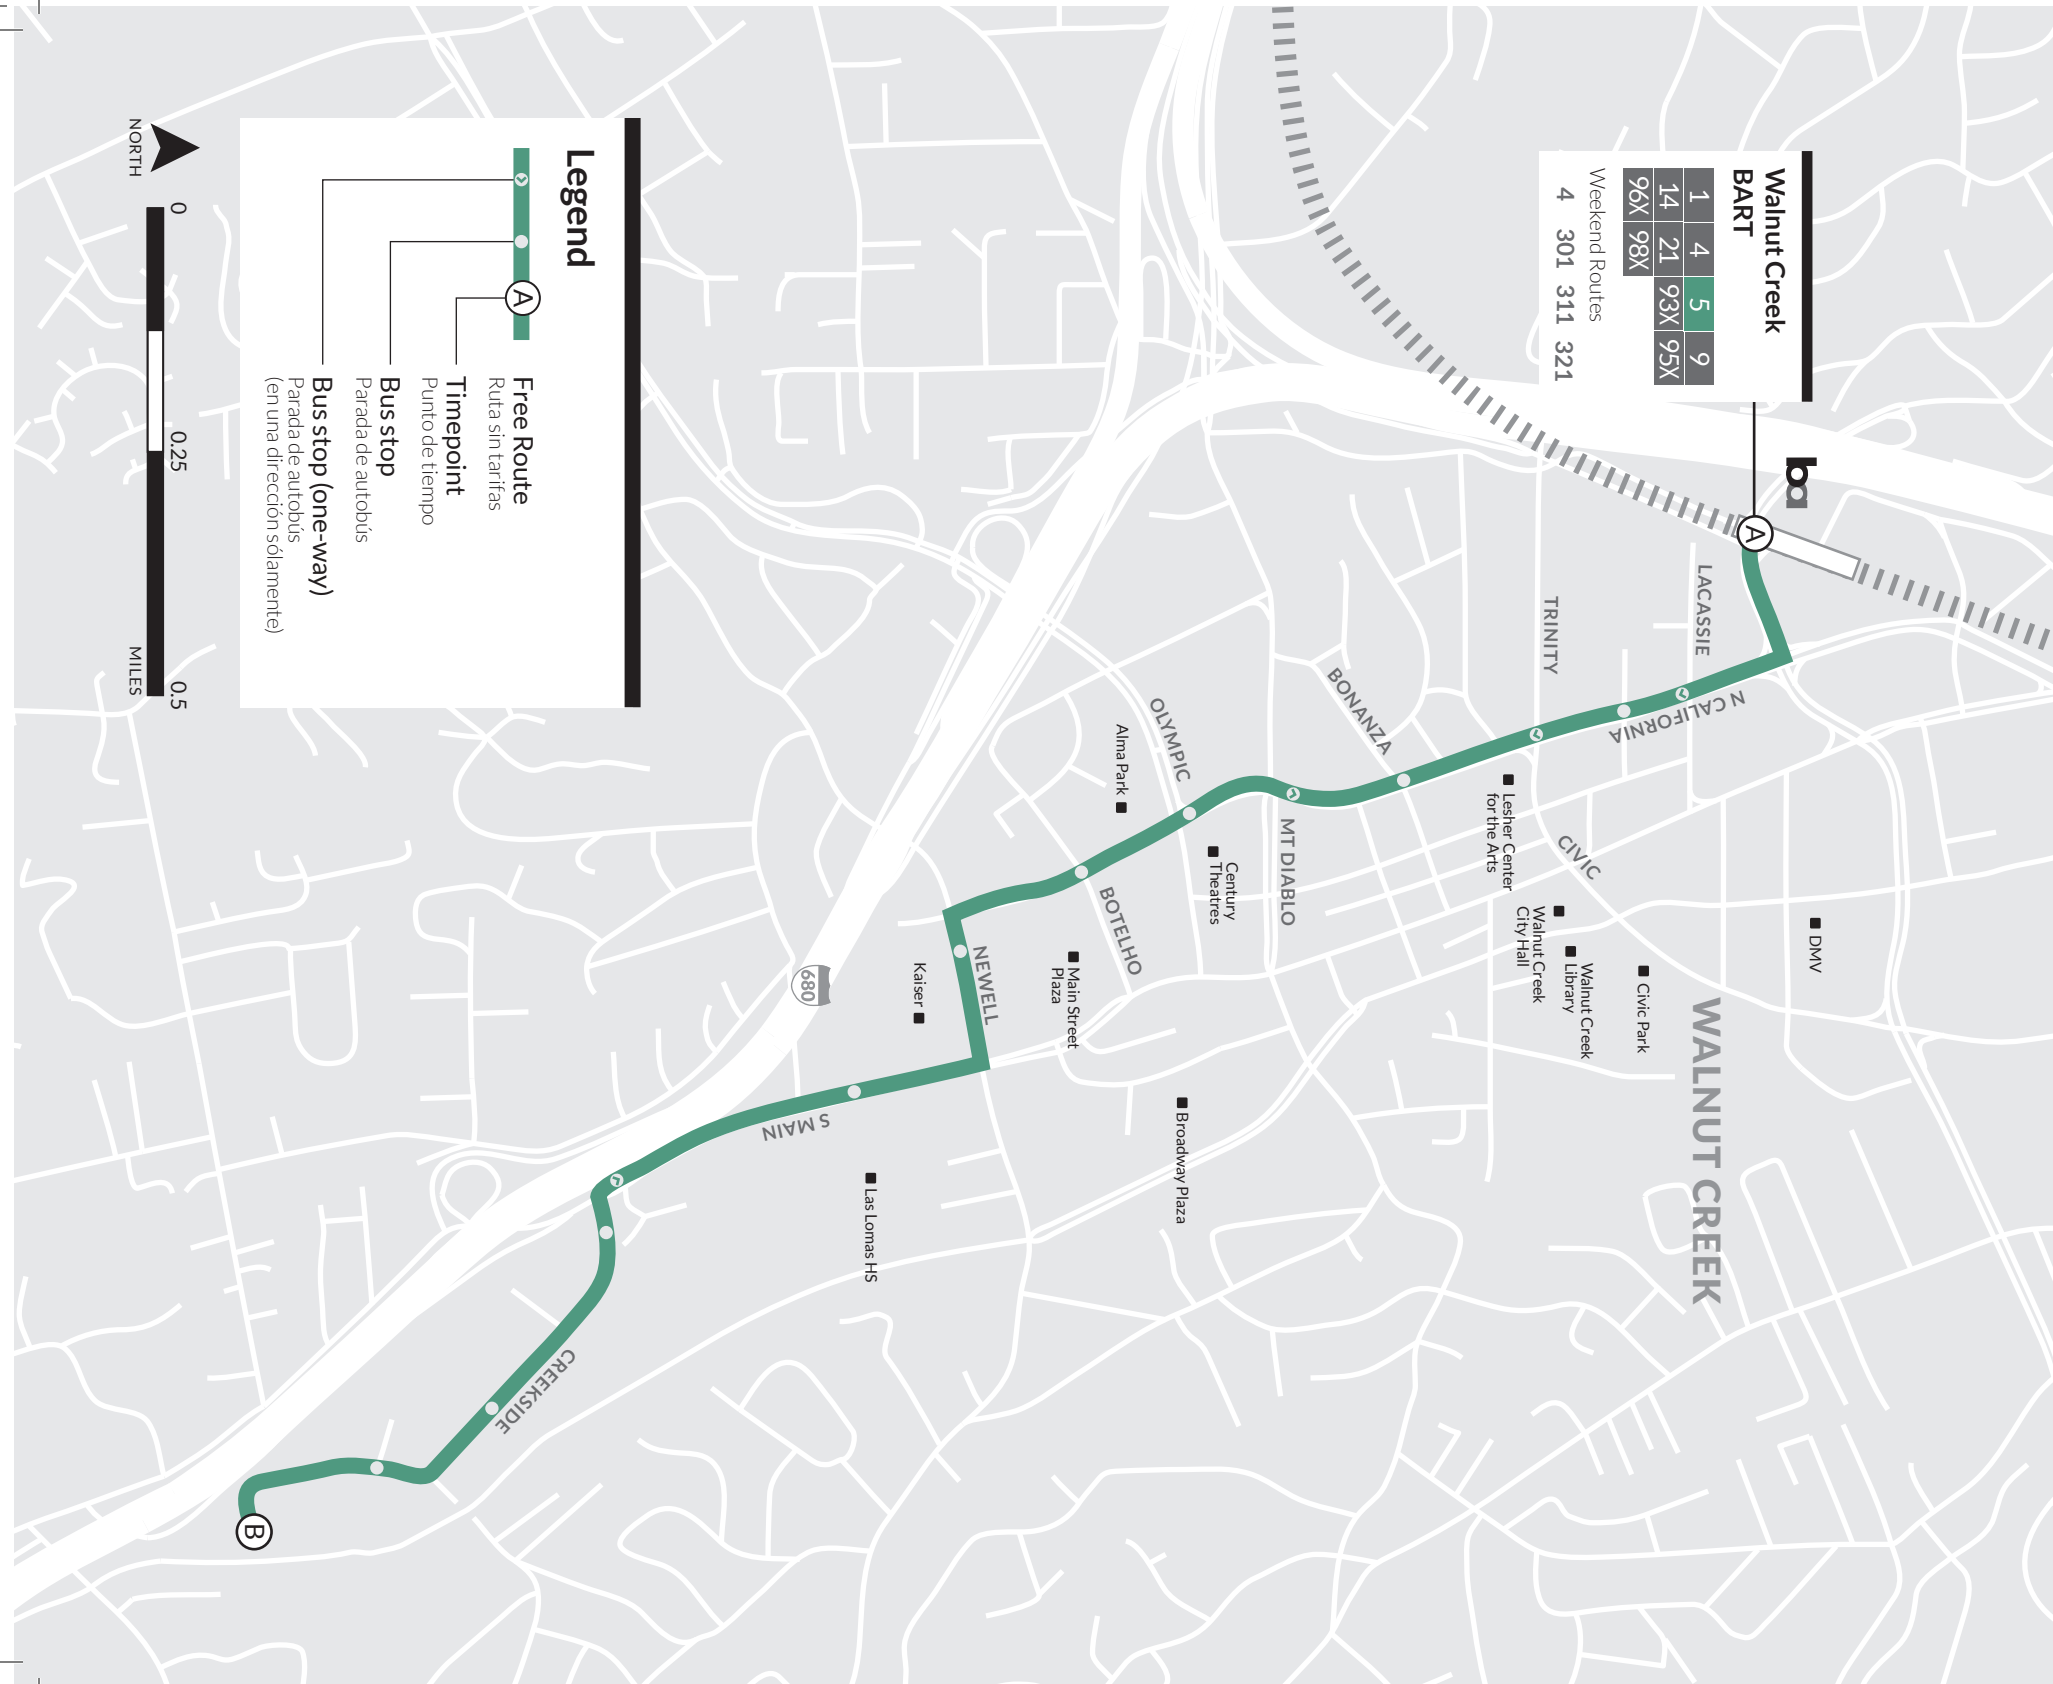 Walnut Creek
BART
1 4 5 9
14 21 93X 95X
96X 98X
Weekend Routes
4 301 311 321
ba
A
LACASSIE
TRINITY
N CALIFORNIA
BONANZA
OLYMPIC
Alma Park
MT DIABLO
CIVIC
Lesher Center
for the Arts
Century
Theatres
BOTELHO
Walnut Creek
City Hall
Walnut Creek
Library
Civic Park
DMV
WALNUT CREEK
Main Street
Plaza
NEWELL
Kaiser
680
Broadway Plaza
S MAIN
Las Lomas HS
CREEKSIDE
B
Legend
A
Free Route
Ruta sin tarifas
Timepoint
Punto de tiempo
Bus stop
Parada de autobús
Bus stop (one-way)
Parada de autobús
(en una dirección sólamente)
NORTH
0 0.25 0.5
MILES